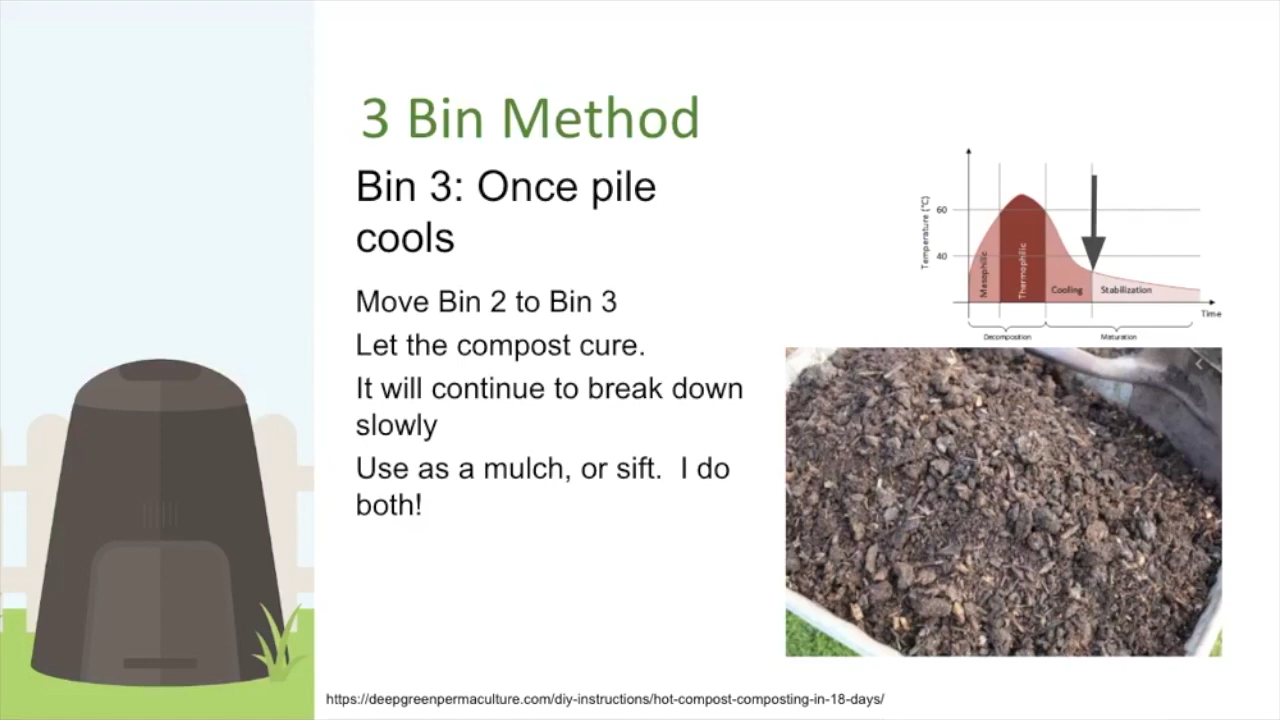 3 Bin Method
Bin 3: Once pile
cools
Move Bin 2 to Bin 3
Let the compost cure.
It will continue to break down
slowly
Use as a mulch, or sift.  I do
both!
Temperature (°C)
60
40
Mesophilic
Thermophilic
Cooling
Stabilization
Time
Decomposition
Maturation
https://deepgreenpermaculture.com/diy-instructions/hot-compost-composting-in-18-days/